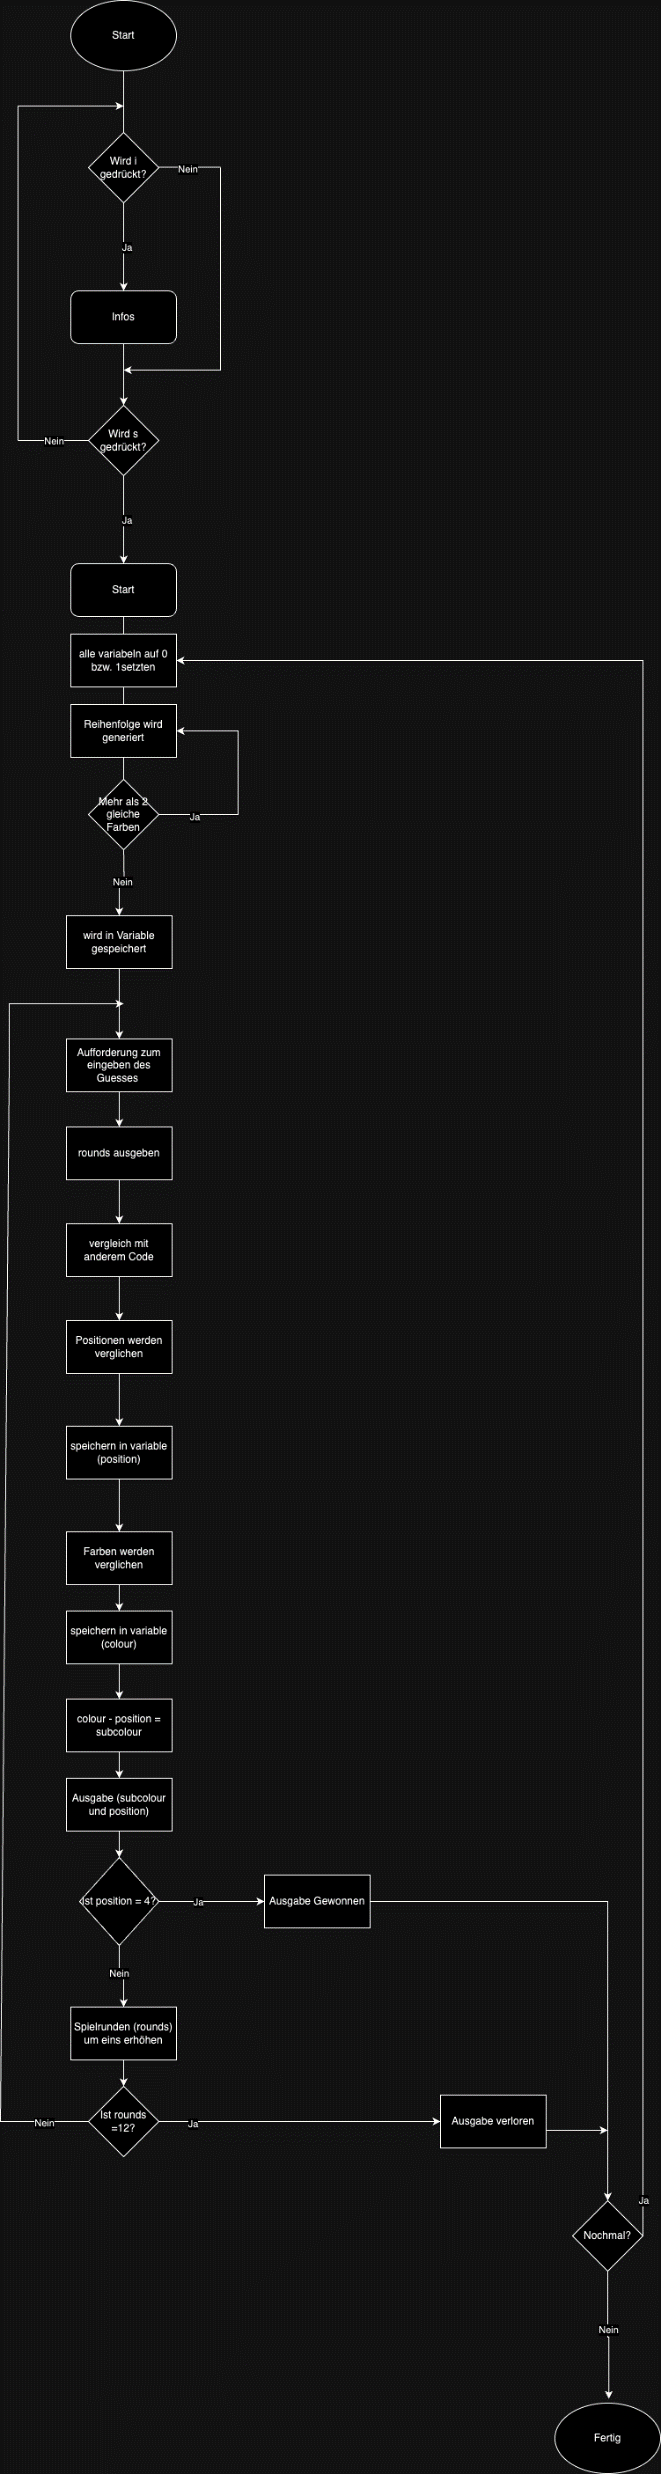 Start
Wird i
gedrückt?
Nein
Ja
Infos
Wird s
gedrückt?
Nein
Ja
Start
alle variabeln auf 0
bzw. 1setzten
Reihenfolge wird
generiert
Mehr als 2
gleiche
Farben
Ja
Nein
wird in Variable
gespeichert
Aufforderung zum
eingeben des
Guesses
rounds ausgeben
vergleich mit
anderem Code
Positionen werden
verglichen
speichern in variable
(position)
Farben werden
verglichen
speichern in variable
(colour)
colour - position =
subcolour
Ausgabe (subcolour
und position)
Ist position = 4?
Ja
Ausgabe Gewonnen
Nein
Spielrunden (rounds)
um eins erhöhen
Ist rounds
=12?
Nein
Ja
Ausgabe verloren
Ja
Nochmal?
Nein
Fertig